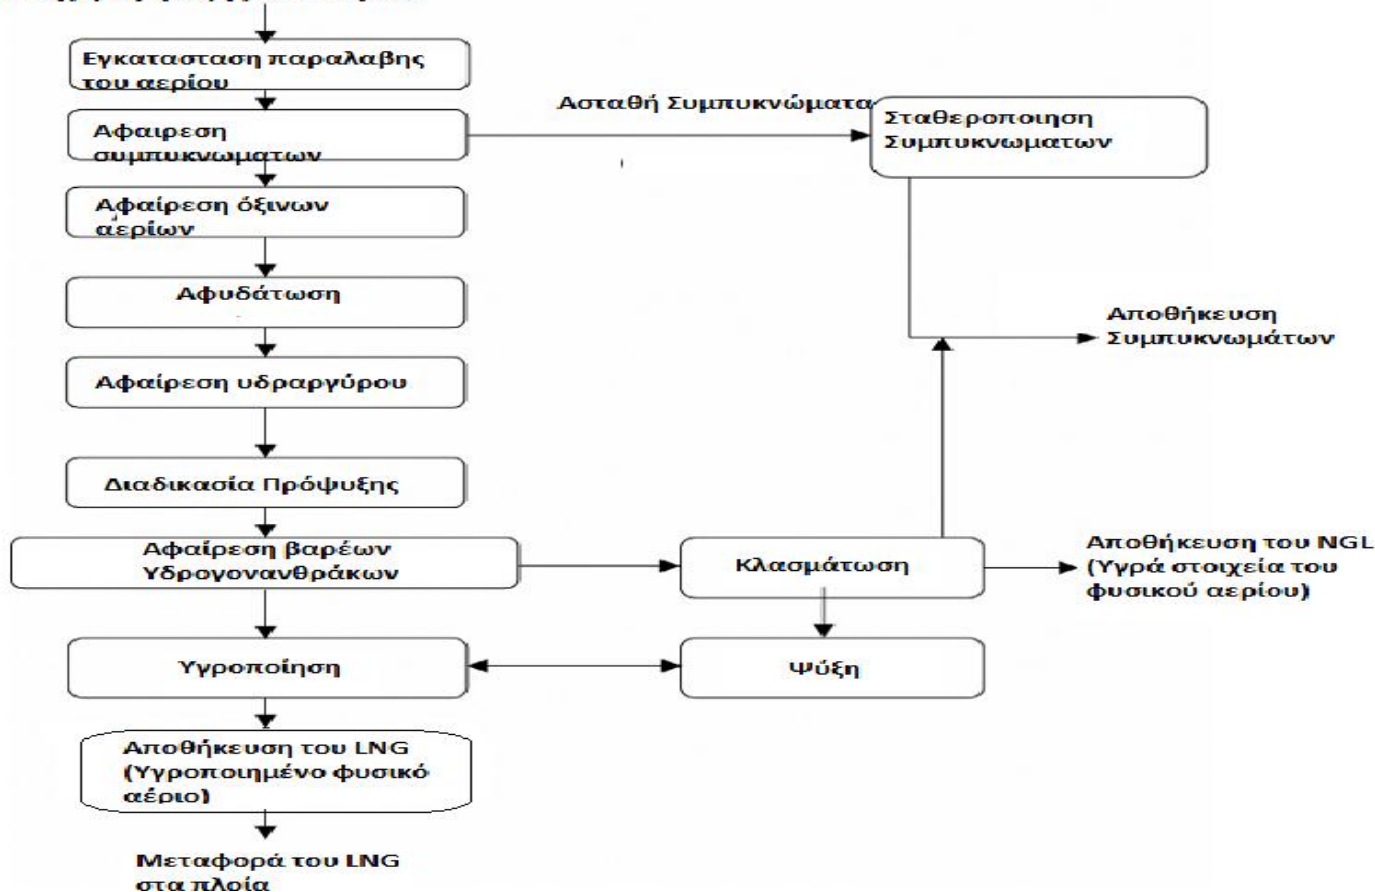 Εγκατασταση παραλαβης
του αερίου
Αφαιρεση
συμπυκνωματων
Ασταθή Συμπυκνώματα
Σταθεροποιηση
Συμπυκνωματων
Αφαίρεση όξινων
αερίων
Αφυδάτωση
Αποθήκευση
Συμπυκνωμάτων
Αφαίρεση υδραργύρου
Διαδικασία Πρόψυξης
Αφαίρεση βαρέων
Υδρογονανθράκων
Κλασμάτωση
Αποθήκευση του NGL
(Υγρά στοιχεία του
φυσικού αερίου)
Υγροποίηση
Ψύξη
Αποθήκευση του LNG
(Υγροποιημένο φυσικό
αέριο)
Μεταφορά του LNG
στα πλοία